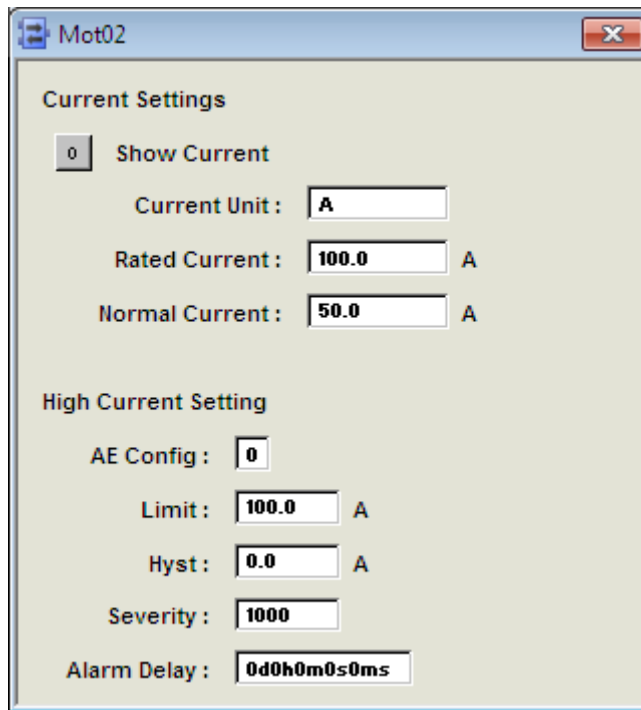 Mot02
Current Settings
0 Show Current
Current Unit : A
Rated Current : 100.0 A
Normal Current : 50.0 A
High Current Setting
AE Config : 0
Limit : 100.0 A
Hyst : 0.0 A
Severity : 1000
Alarm Delay : 0d0h0m0s0ms